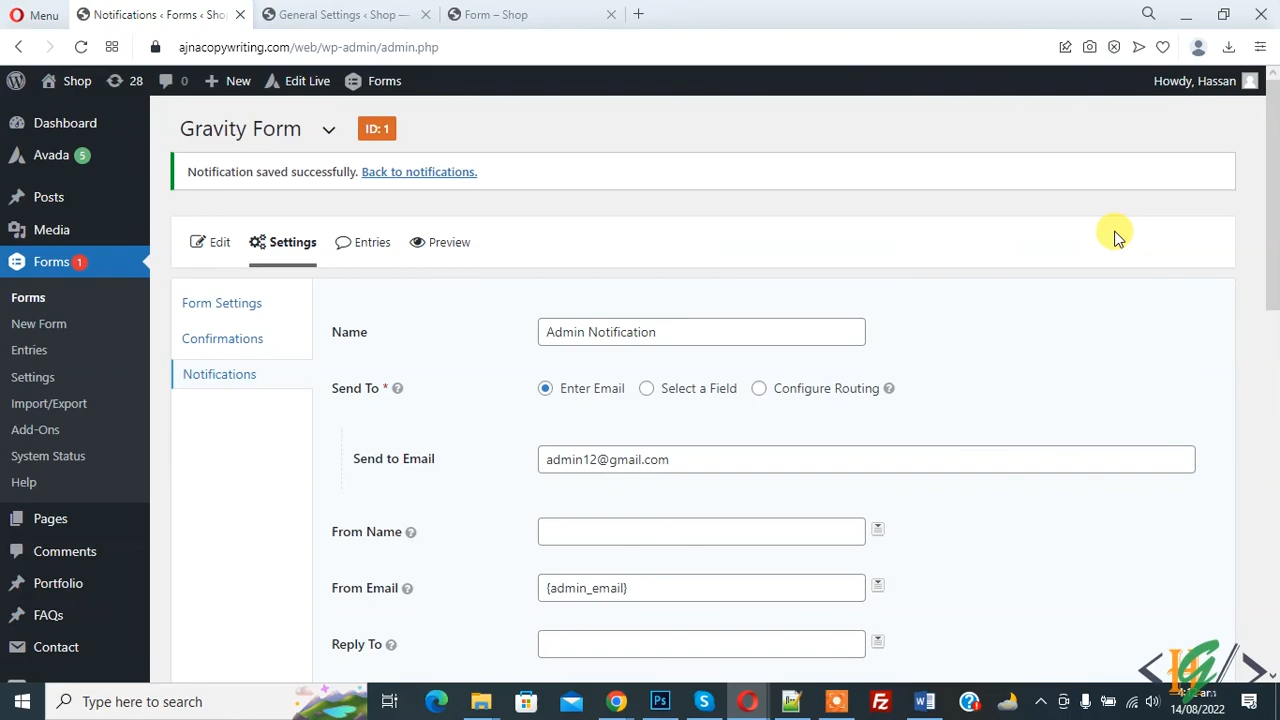 Menu
Notifications ‹ Forms ‹ Sho
General Settings ‹ Shop —
Form – Shop
ajnacopywriting.com/web/wp-admin/admin.php
Shop
28
0
New
Edit Live
Forms
Howdy, Hassan
Dashboard
Avada 5
Posts
Media
Forms 1
Forms
New Form
Entries
Settings
Import/Export
Add-Ons
System Status
Help
Pages
Comments
Portfolio
FAQs
Contact
Gravity Form
ID: 1
Notification saved successfully. Back to notifications.
Edit
Settings
Entries
Preview
Form Settings
Confirmations
Notifications
Name
Admin Notification
Send To *
Enter Email
Select a Field
Configure Routing
Send to Email
admin12@gmail.com
From Name
From Email
{admin_email}
Reply To
Type here to search
14/08/2022